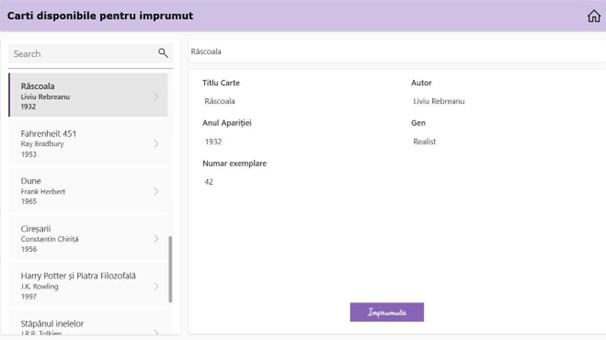 Carti disponibile pentru imprumut
Search
Răscoala
Liviu Rebreanu
1932
Fahrenheit 451
Ray Bradbury
1953
Dune
Frank Herbert
1965
Cireșarii
Constantin Chiriță
1956
Harry Potter și Piatra Filozofală
J.K. Rowling
1997
Stăpânul inelelor
J.R.R. Tolkien
Răscoala
Titlu Carte
Autor
Răscoala
Liviu Rebreanu
Anul Apariției
Gen
1932
Realist
Numar exemplare
42
Imprumuta